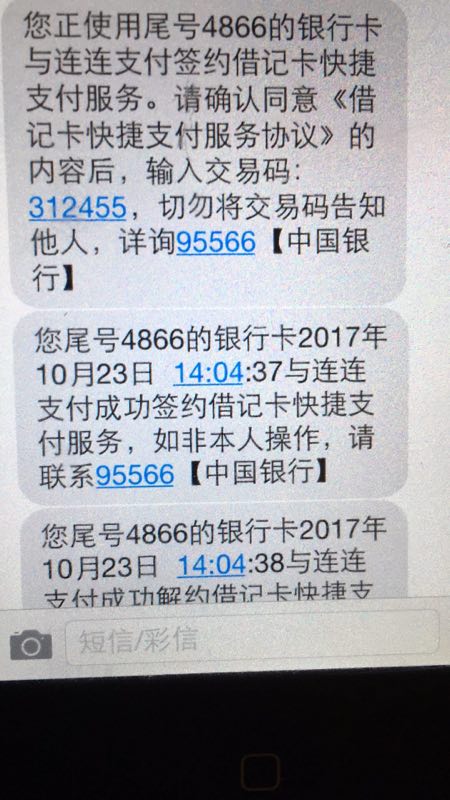 您正使用尾号4866的银行卡
与连连支付签约借记卡快捷
支付服务。请确认同意《借
记卡快捷支付服务协议》的
内容后，输入交易码：
312455，切勿将交易码告知
他人，详询95566【中国银
行】
您尾号4866的银行卡2017年
10月23日 14:04:37与连连
支付成功签约借记卡快捷支
付服务，如非本人操作，请
联系95566【中国银行】
您尾号4866的银行卡2017年
10月23日 14:04:38与连连
支付成功解约借记卡快捷支
短信/彩信